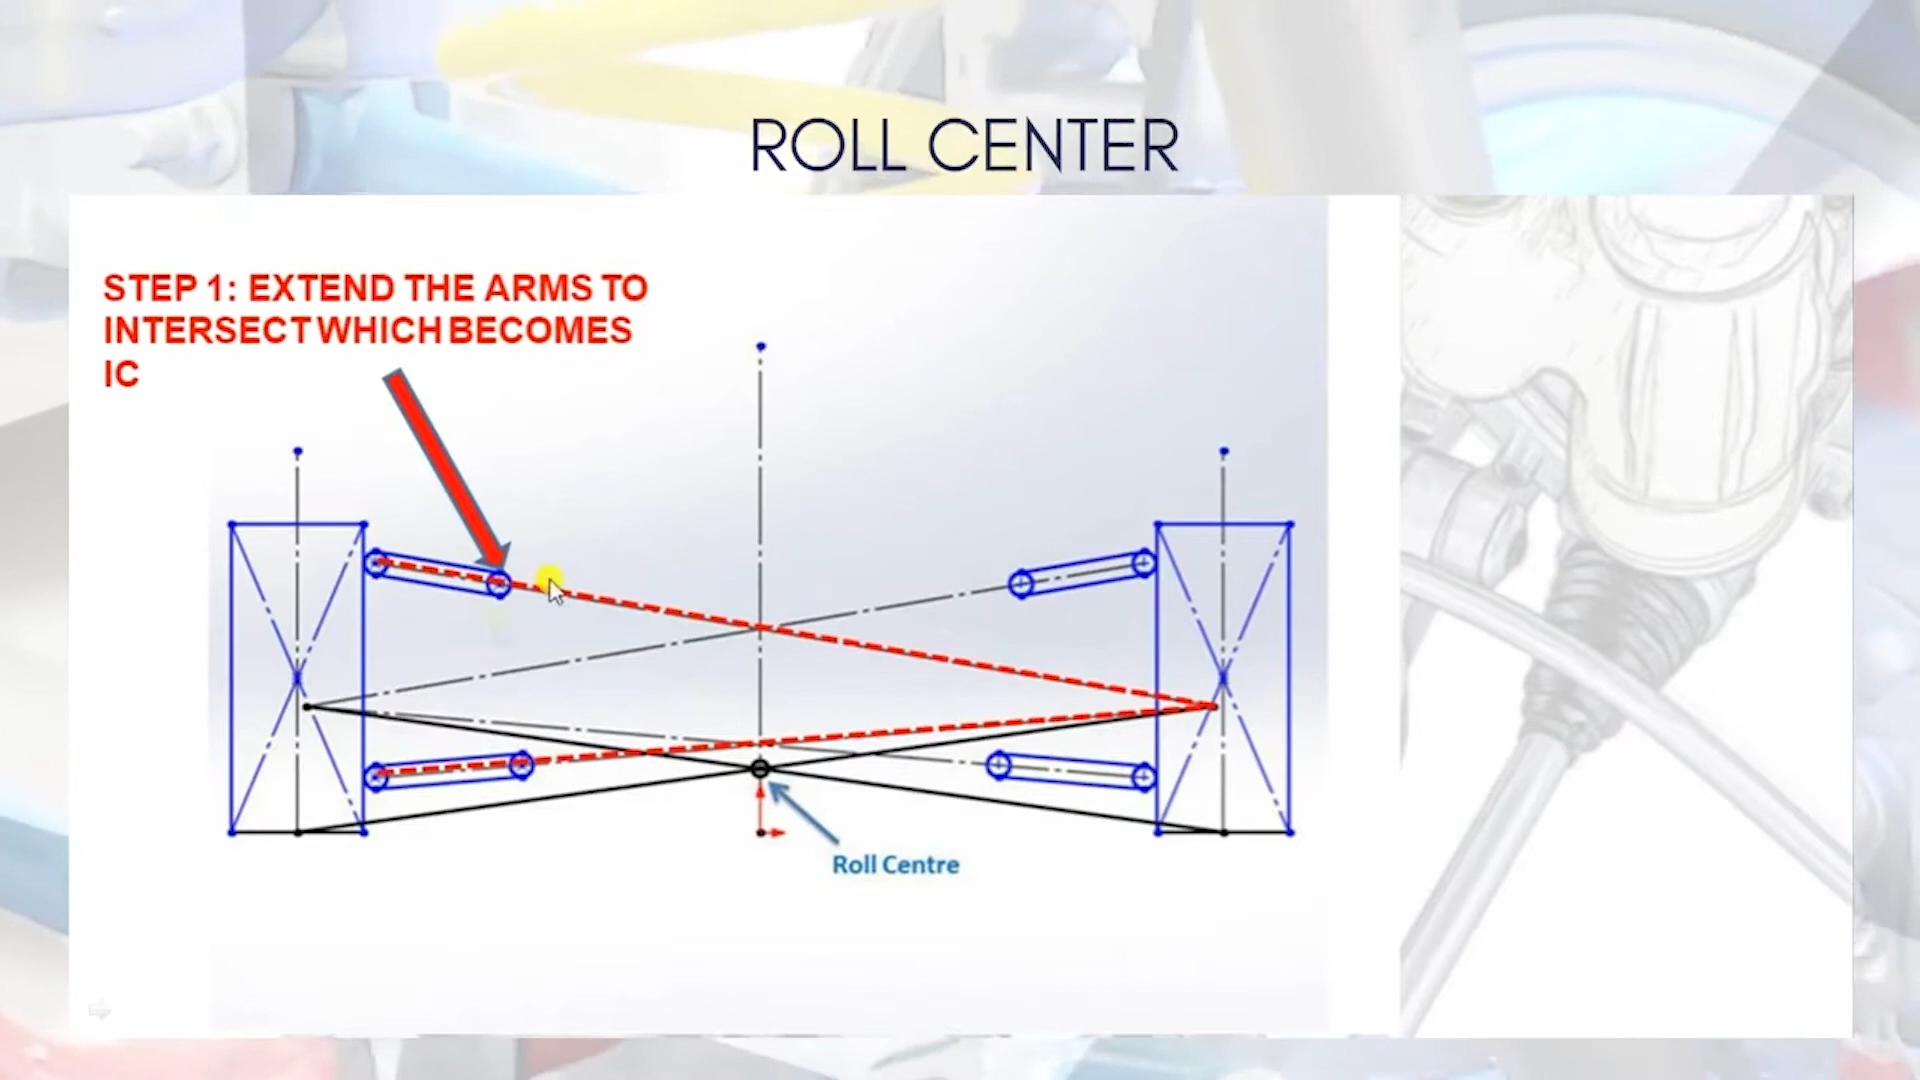 ROLL CENTER
STEP 1: EXTEND THE ARMS TO
INTERSECT WHICH BECOMES
IC
Roll Centre